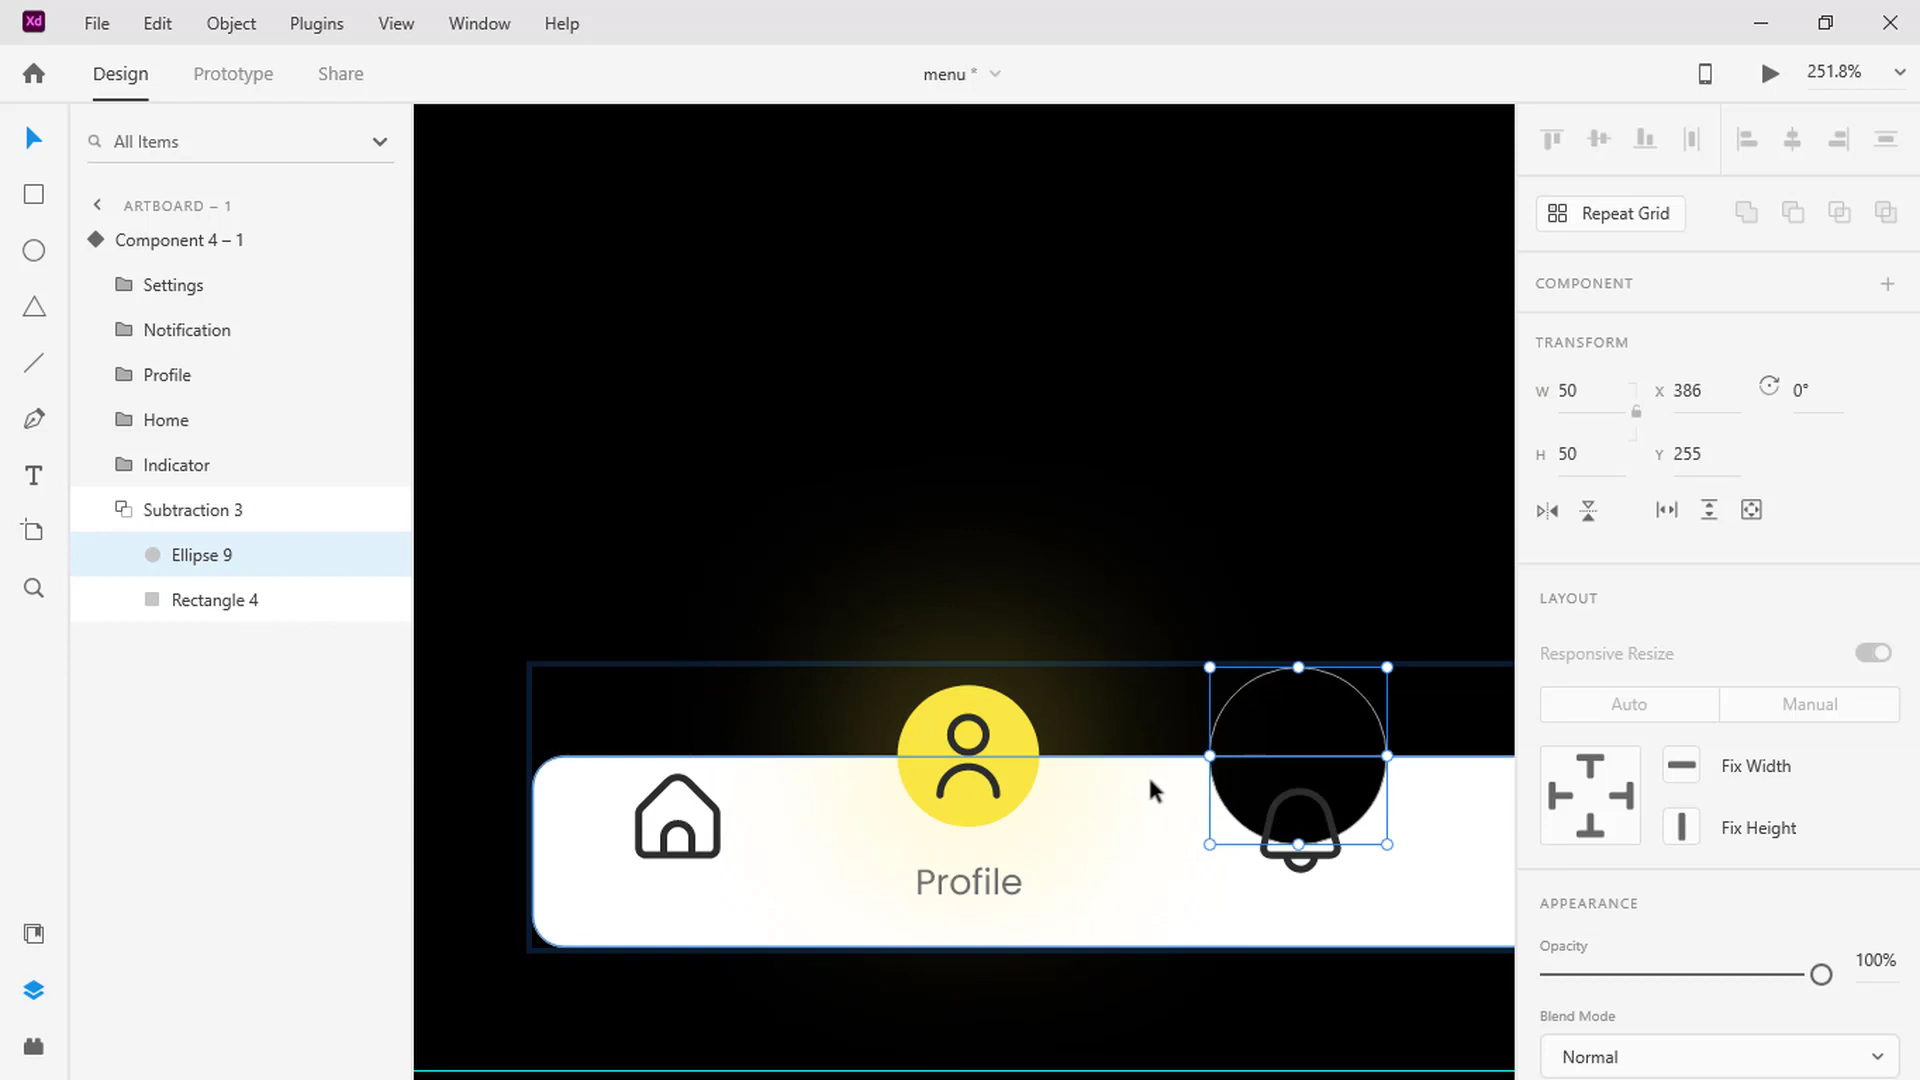 Xd File Edit Object Plugins View Window Help
Design Prototype Share menu * 251.8%
All Items
ARTBOARD – 1
Component 4 – 1
Settings
Notification
Profile
Home
Indicator
Subtraction 3
Ellipse 9
Rectangle 4
Profile
Repeat Grid
COMPONENT
TRANSFORM
W 50 X 386 0°
H 50 Y 255
LAYOUT
Responsive Resize
Auto Manual
Fix Width
Fix Height
APPEARANCE
Opacity
100%
Blend Mode
Normal